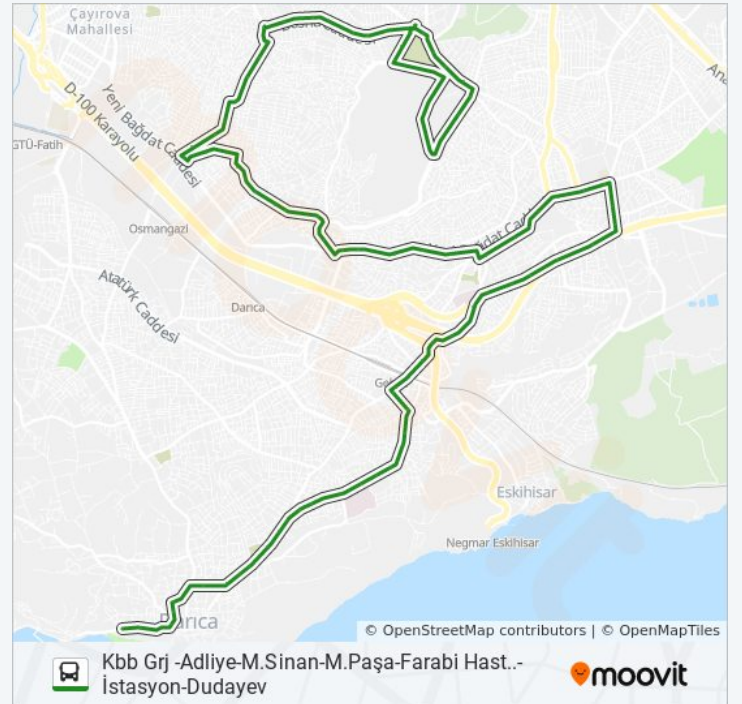 Çayırova
Mahallesi
D-100 Karayolu
Yeni Bağdat Caddesi
GTÜ-Fatih
Osmangazi
Atatürk Caddesi
Darıca
Eskihisar
Negmar Eskihisar
© OpenStreetMap contributors | © OpenMapTiles
Kbb Grj -Adliye-M.Sinan-M.Paşa-Farabi Hast..-
İstasyon-Dudayev
moovit